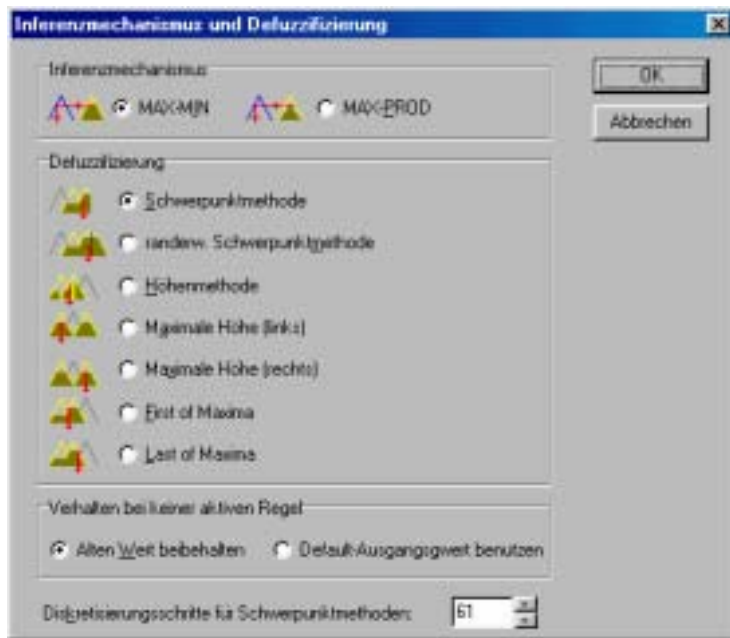 Inferenzmechanismus und Defuzzifizierung
Inferenzmechanismus
MAX-MIN
MAX-PROD
OK
Abbrechen
Defuzzifizierung
Schwerpunktmethode
randerw. Schwerpunktmethode
Höhenmethode
Maximale Höhe (links)
Maximale Höhe (rechts)
First of Maxima
Last of Maxima
Verhalten bei keiner aktiven Regel
Alten Wert beibehalten
Default-Ausgangsgwert benutzen
Diskretisierungsschritte für Schwerpunktmethoden:
61